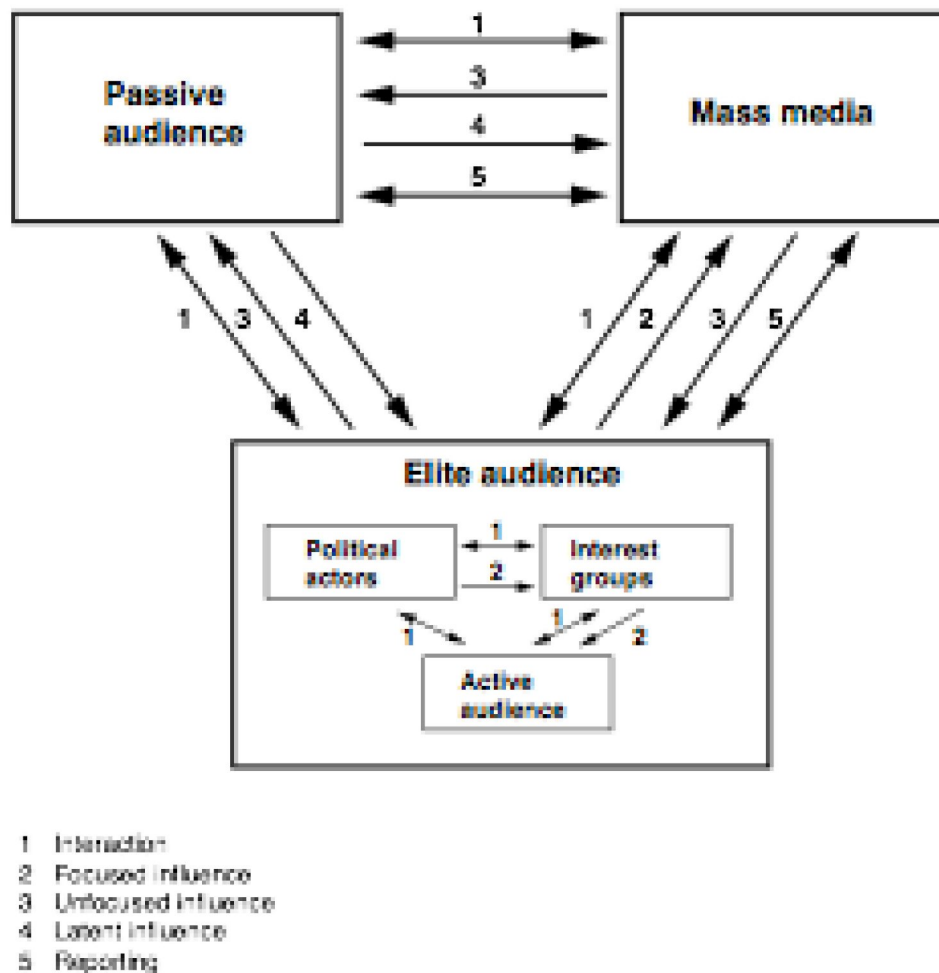 1
Passive
audience
3
Mass media
4
5
1
3
4
1
2
3
5
Elite audience
Political
actors
1
2
Interest
groups
1
1
2
Active
audience
1 Interaction
2 Focused influence
3 Unfocused influence
4 Latent influence
5 Reporting